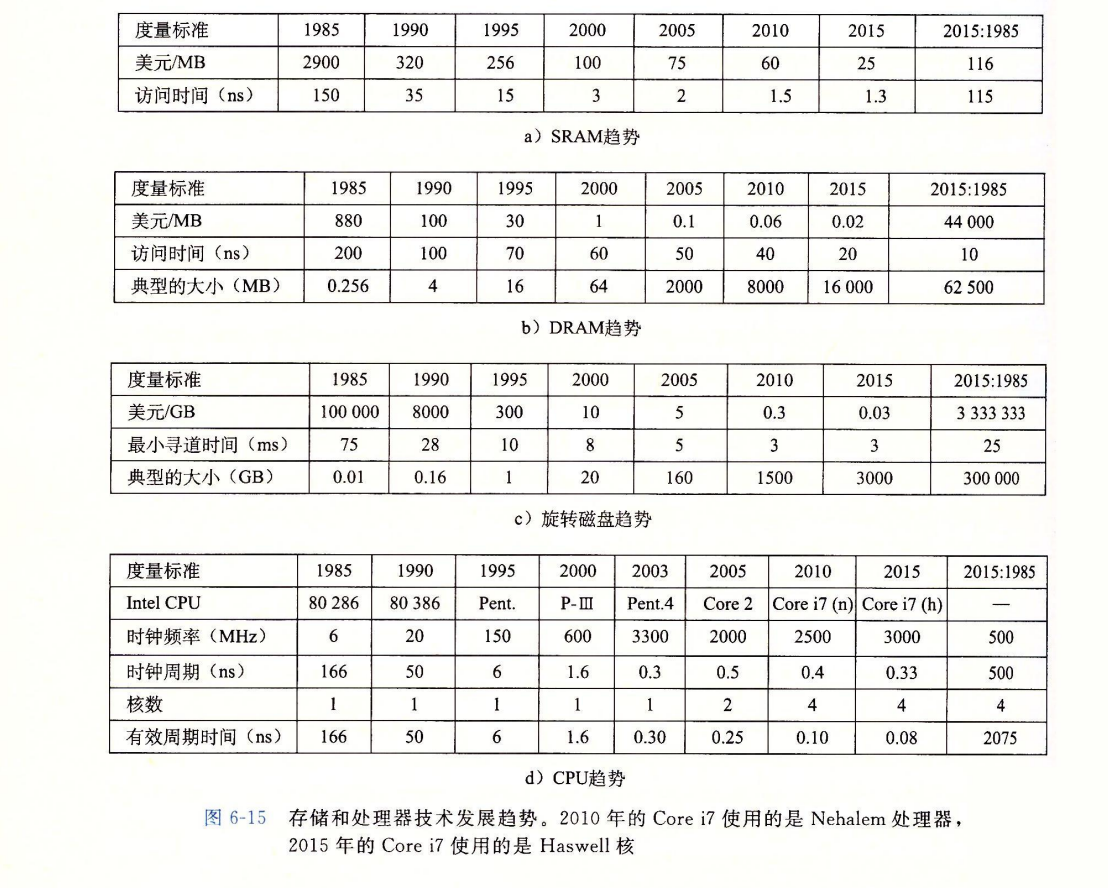 度量标准 1985 1990 1995 2000 2005 2010 2015 2015:1985
美元/MB 2900 320 256 100 75 60 25 116
访问时间（ns） 150 35 15 3 2 1.5 1.3 115
a）SRAM趋势
度量标准 1985 1990 1995 2000 2005 2010 2015 2015:1985
美元/MB 880 100 30 1 0.1 0.06 0.02 44 000
访问时间（ns） 200 100 70 60 50 40 20 10
典型的大小（MB） 0.256 4 16 64 2000 8000 16 000 62 500
b）DRAM趋势
度量标准 1985 1990 1995 2000 2005 2010 2015 2015:1985
美元/GB 100 000 8000 300 10 5 0.3 0.03 3 333 333
最小寻道时间（ms） 75 28 10 8 5 3 3 25
典型的大小（GB） 0.01 0.16 1 20 160 1500 3000 300 000
c）旋转磁盘趋势
度量标准 1985 1990 1995 2000 2003 2005 2010 2015 2015:1985
Intel CPU 80 286 80 386 Pent. P-Ⅲ Pent.4 Core 2 Core i7 (n) Core i7 (h) —
时钟频率（MHz） 6 20 150 600 3300 2000 2500 3000 500
时钟周期（ns） 166 50 6 1.6 0.3 0.5 0.4 0.33 500
核数 1 1 1 1 1 2 4 4 4
有效周期时间（ns） 166 50 6 1.6 0.30 0.25 0.10 0.08 2075
d）CPU趋势
图 6-15 存储和处理器技术发展趋势。2010 年的 Core i7 使用的是 Nehalem 处理器，
2015 年的 Core i7 使用的是 Haswell 核